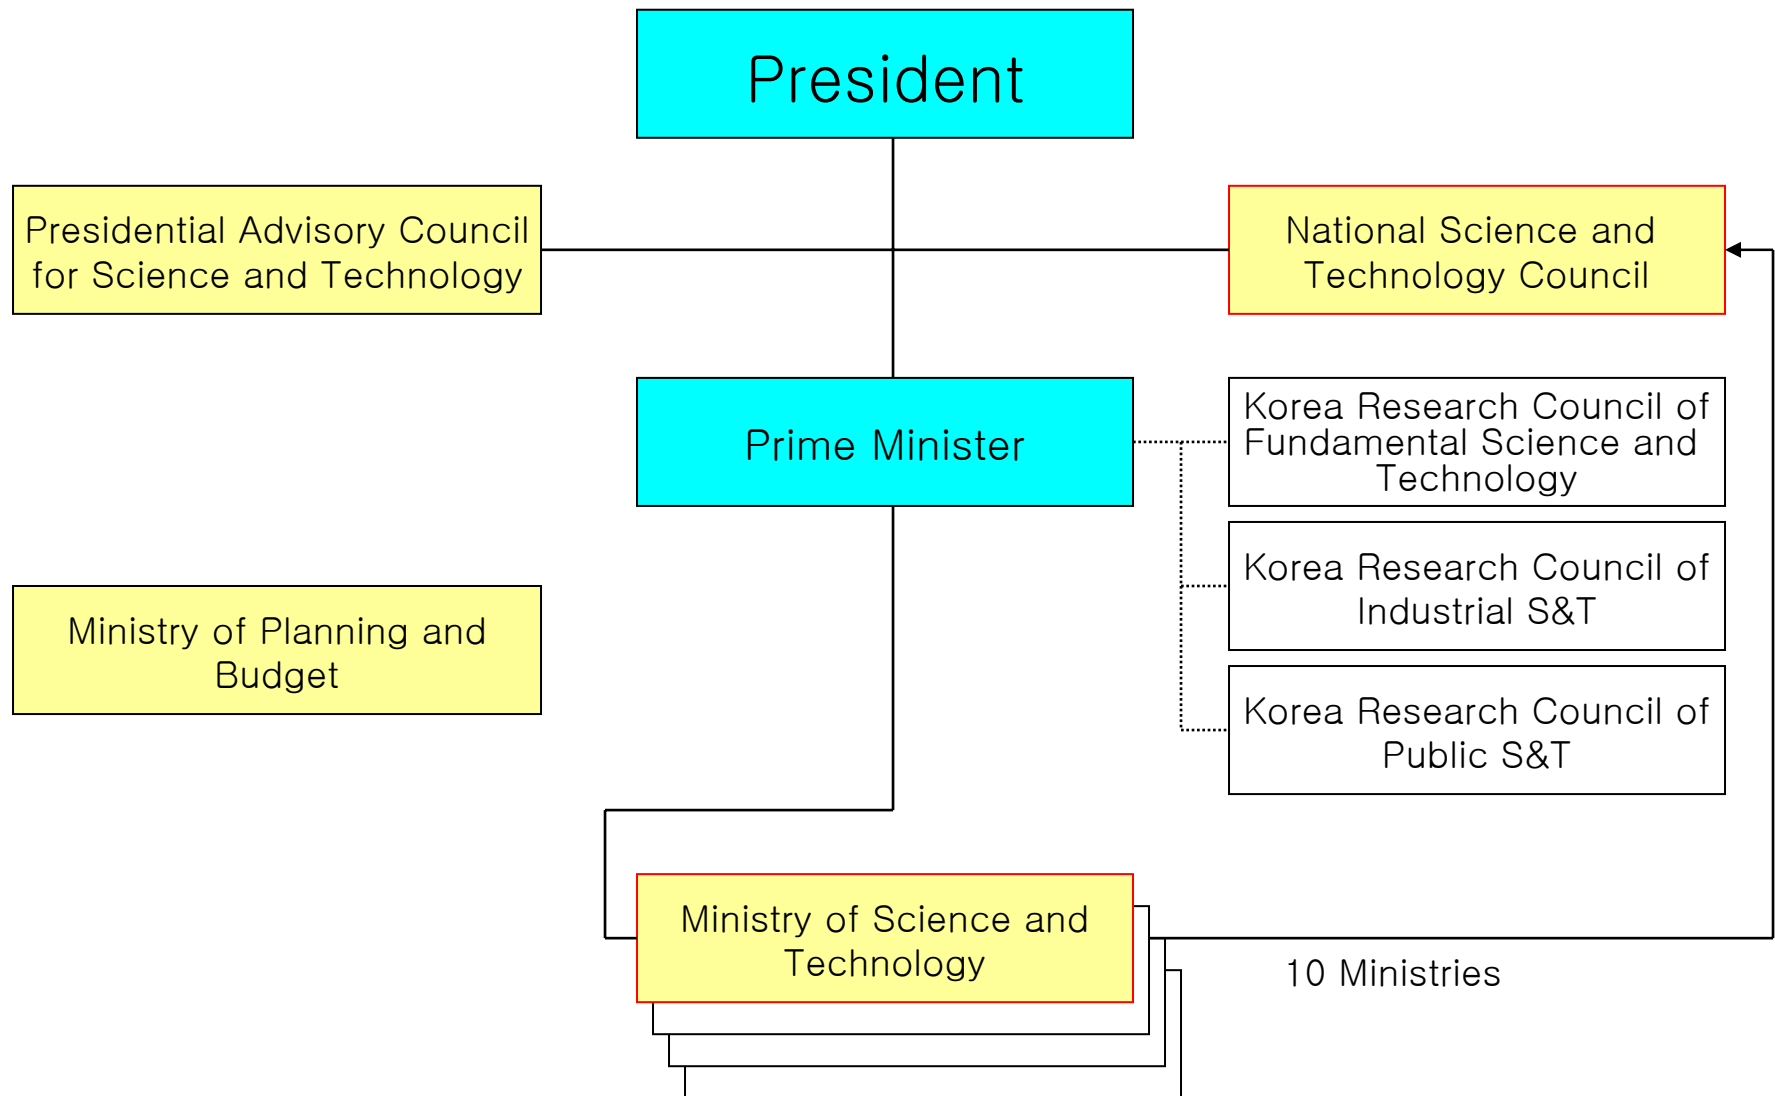 President
Presidential Advisory Council
for Science and Technology
National Science and
Technology Council
Prime Minister
Korea Research Council of
Fundamental Science and
Technology
Korea Research Council of
Industrial S&T
Ministry of Planning and
Budget
Korea Research Council of
Public S&T
Ministry of Science and
Technology
10 Ministries